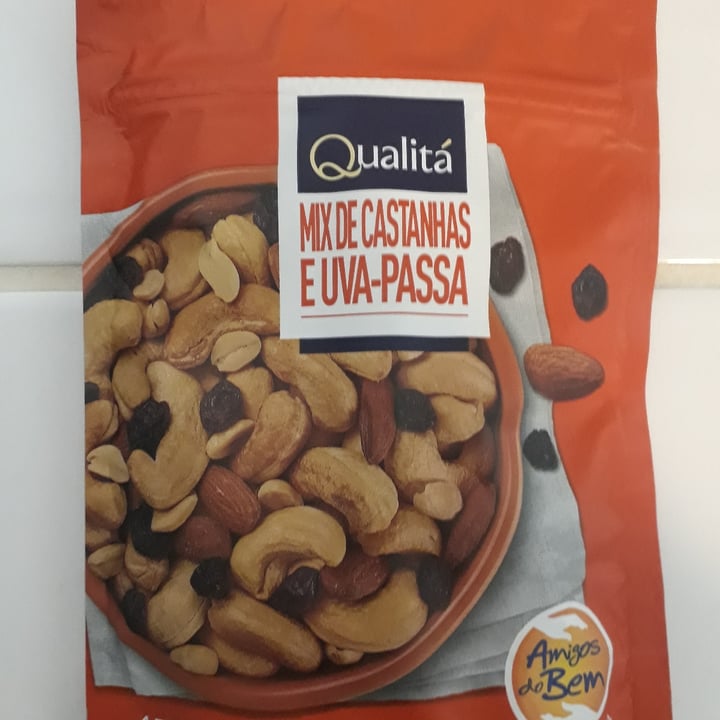 Qualitá
MIX DE CASTANHAS
E UVA-PASSA
Amigos
do Bem